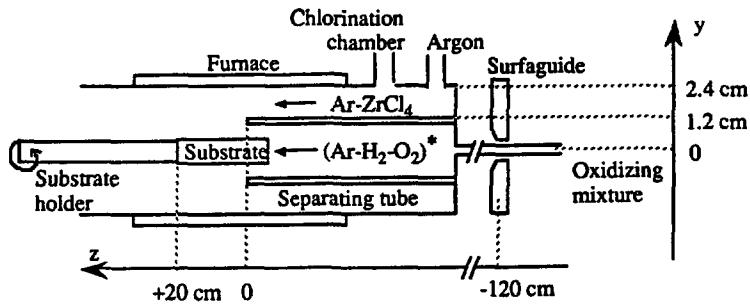 Chlorination
chamber
Argon
Furnace
Surfaguide
y
2.4 cm
Ar-ZrCl4
1.2 cm
Substrate
(Ar-H2-O2)*
0
Substrate
holder
Separating tube
Oxidizing
mixture
z
+20 cm
0
-120 cm